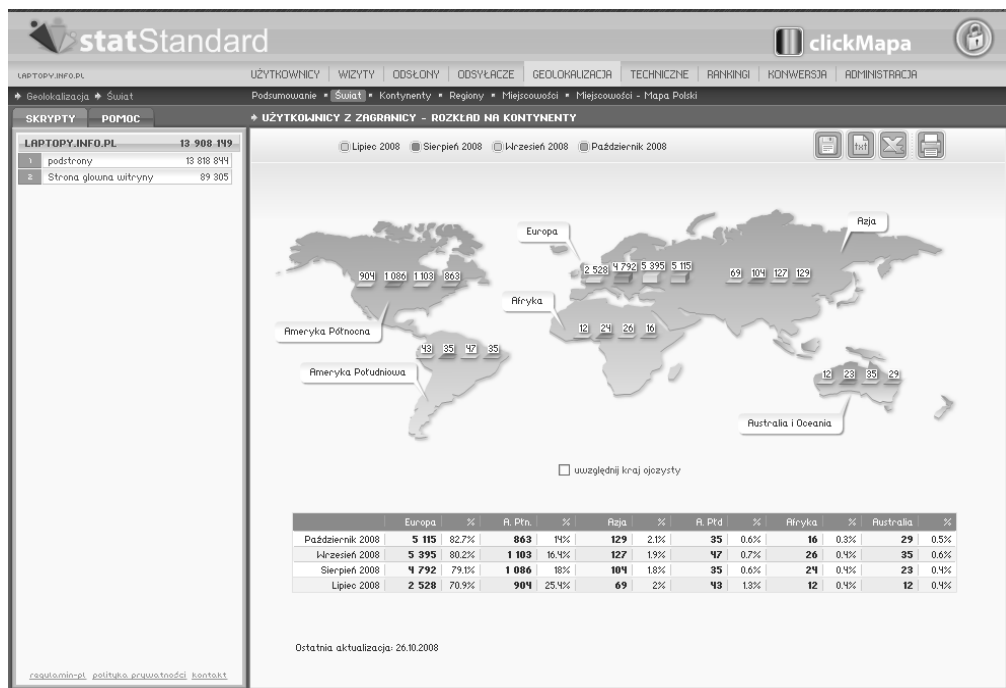 statStandard
clickMapa
LAPTOPY.INFO.PL
UŻYTKOWNICY WIZYTY ODSŁONY ODSYŁACZE GEOLOKALIZACJA TECHNICZNE RANKINGI KONWERSJA ADMINISTRACJA
Geolokalizacja Świat
Podsumowanie Świat Kontynenty Regiony Miejscowości Miejscowości - Mapa Polski
SKRYPTY POMOC
UŻYTKOWNICY Z ZAGRANICY - ROZKŁAD NA KONTYNENTY
LAPTOPY.INFO.PL 13 908 149
1 podstrony 13 818 844
2 Strona glowna witryny 89 305
Lipiec 2008 Sierpień 2008 Wrzesień 2008 Październik 2008
txt
Azja
Europa
2 528 4 792 5 395 5 115
904 1 086 1 103 863
69 104 127 129
Afryka
12 24 26 16
Ameryka Północna
43 35 47 35
Ameryka Południowa
12 23 35 29
Australia i Oceania
uwzględnij kraj ojczysty
Europa % A. Płn. % Azja % A. Płd % Afryka % Australia %
Październik 2008 5 115 82.7% 863 14% 129 2.1% 35 0.6% 16 0.3% 29 0.5%
Wrzesień 2008 5 395 80.2% 1 103 16.4% 127 1.9% 47 0.7% 26 0.4% 35 0.6%
Sierpień 2008 4 792 79.1% 1 086 18% 104 1.8% 35 0.6% 24 0.4% 23 0.4%
Lipiec 2008 2 528 70.9% 904 25.4% 69 2% 43 1.3% 12 0.4% 12 0.4%
Ostatnia aktualizacja: 26.10.2008
regulamin-pl polityka prywatności kontakt